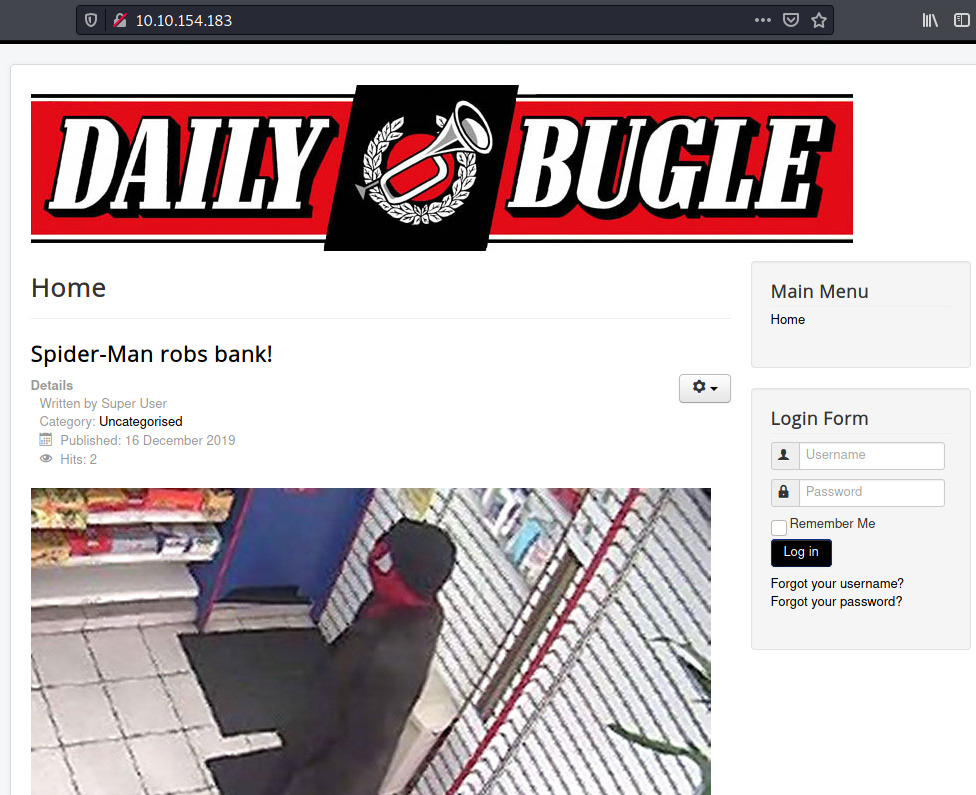 10.10.154.183
DAILY BUGLE
Home
Spider-Man robs bank!
Details
Written by Super User
Category: Uncategorised
Published: 16 December 2019
Hits: 2
Main Menu
Home
Login Form
Username
Password
Remember Me
Log in
Forgot your username?
Forgot your password?